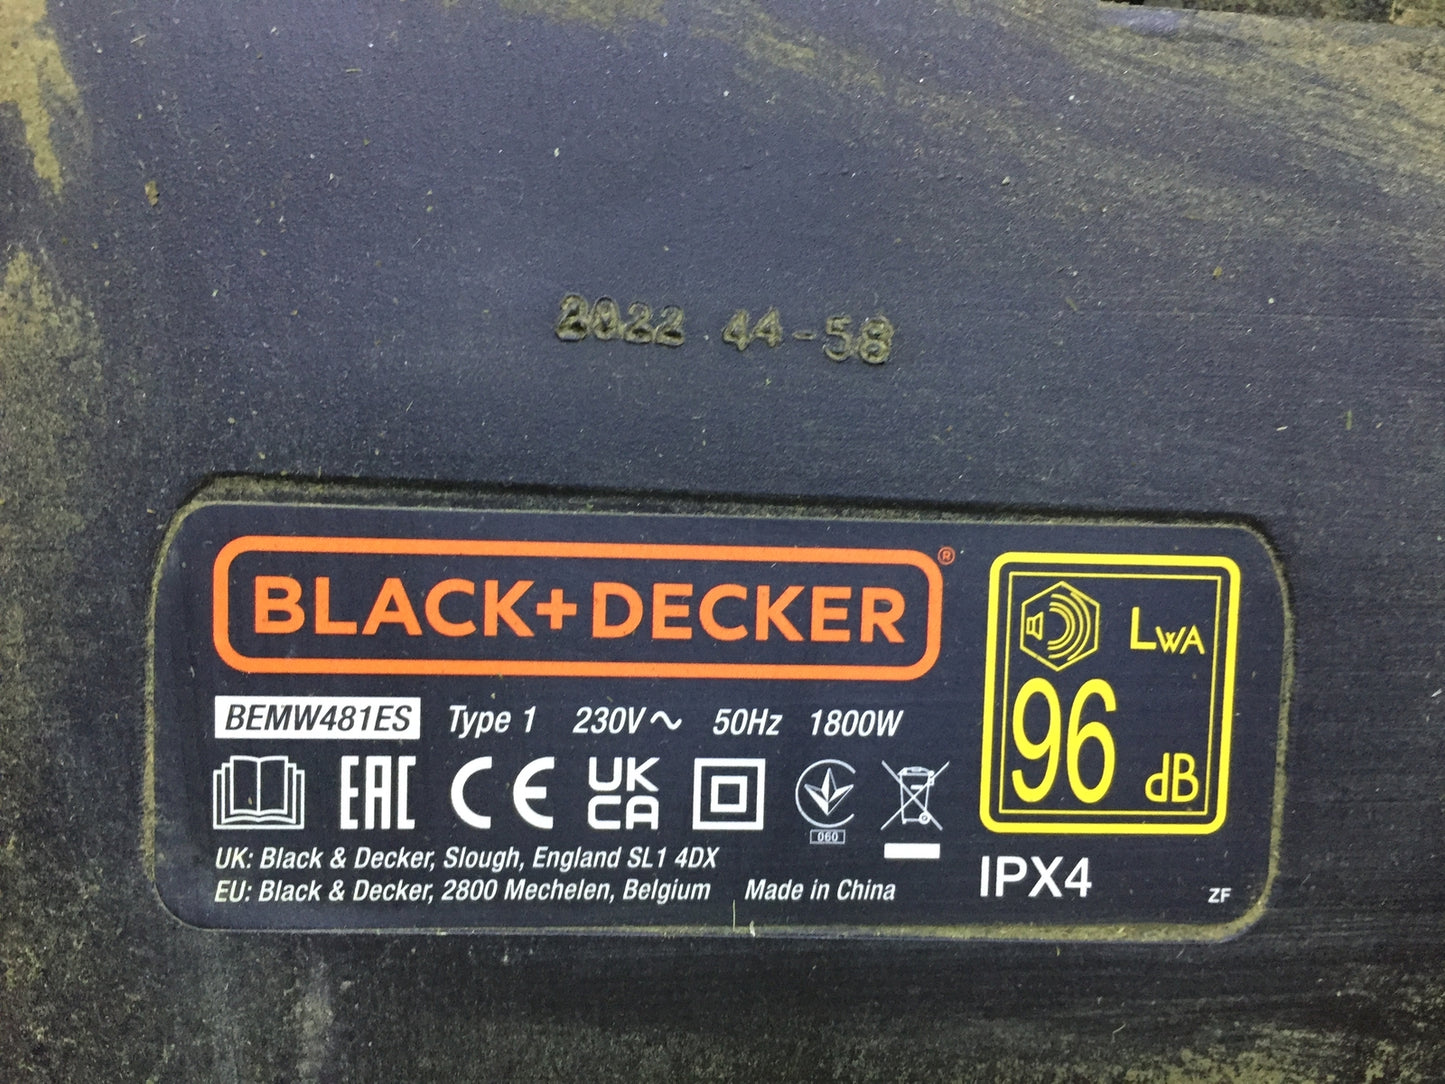 2022 44-58
BLACK+DECKER®
LWA
96 dB
BEMW481ES Type 1 230V~ 50Hz 1800W
EAC CE UK CA
060
UK: Black & Decker, Slough, England SL1 4DX
EU: Black & Decker, 2800 Mechelen, Belgium Made in China
IPX4
ZF